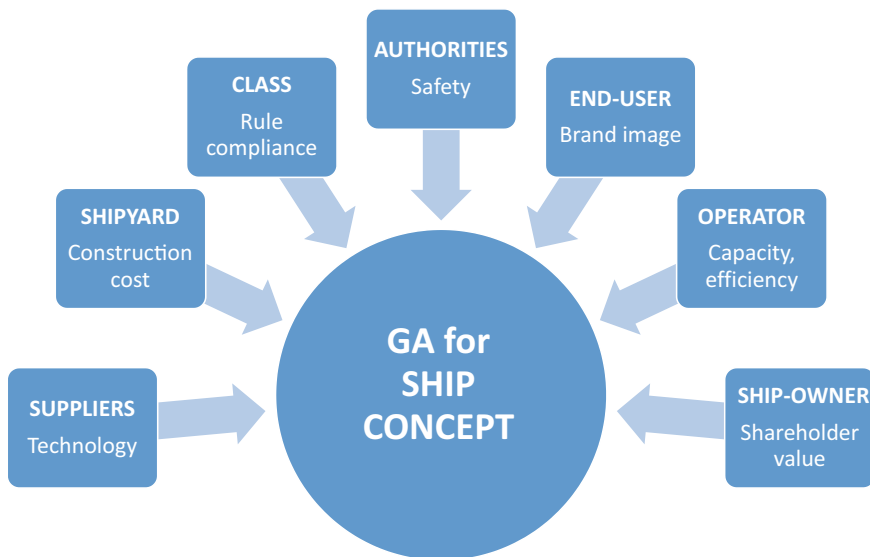 AUTHORITIES
Safety
CLASS
Rule
compliance
END-USER
Brand image
SHIPYARD
Construction
cost
OPERATOR
Capacity,
efficiency
SUPPLIERS
Technology
GA for
SHIP
CONCEPT
SHIP-OWNER
Shareholder
value